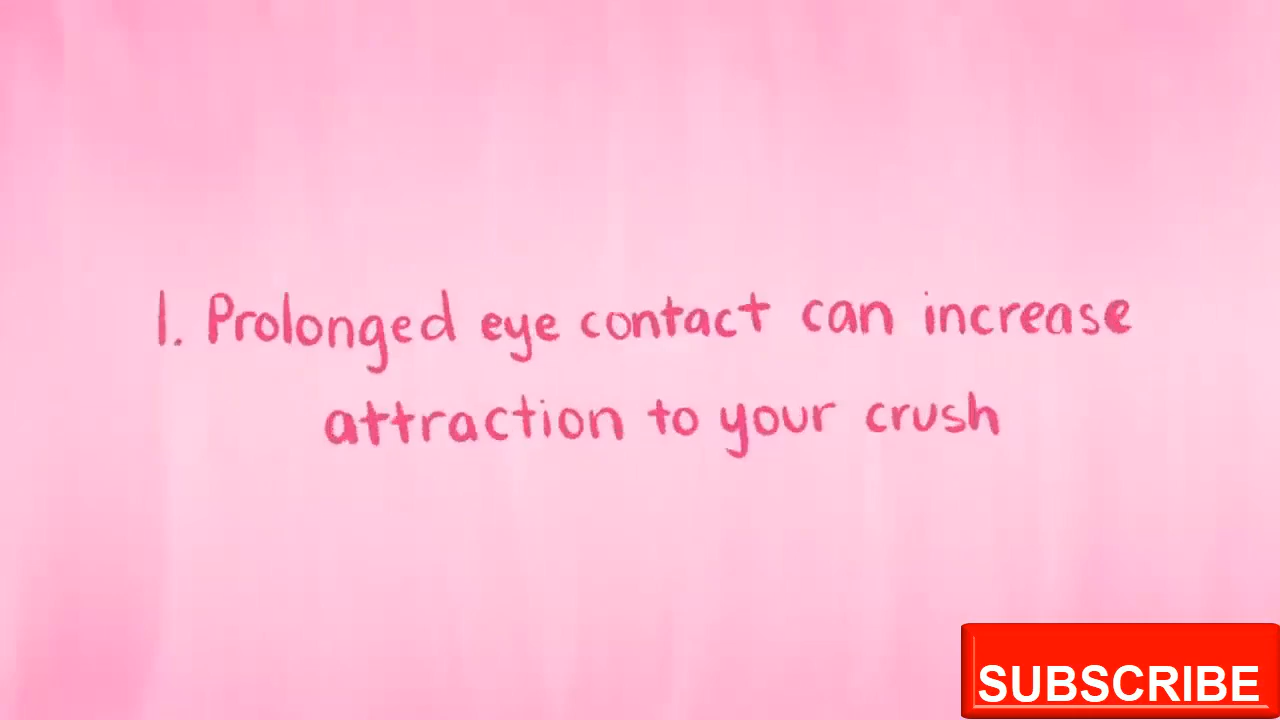 1. Prolonged eye contact can increase
attraction to your crush
SUBSCRIBE